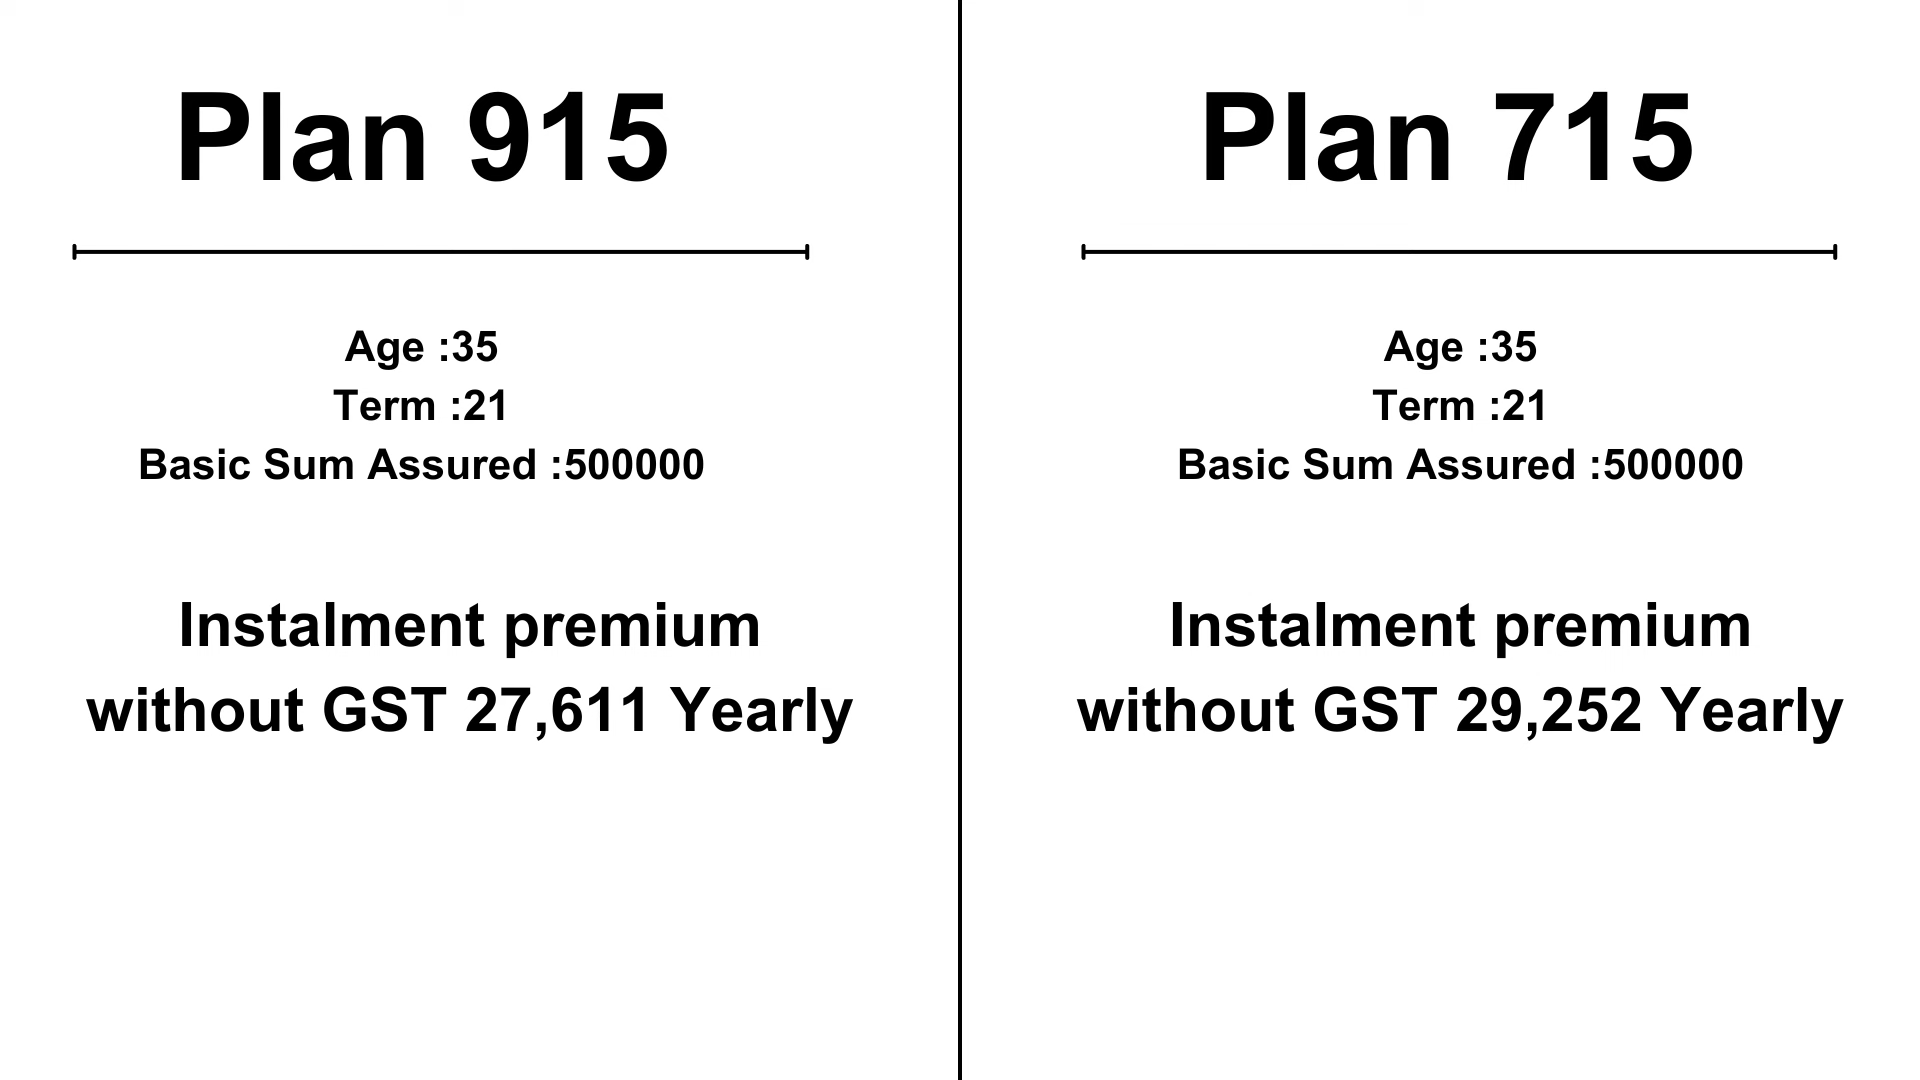 Plan 915
Age :35
Term :21
Basic Sum Assured :500000
Instalment premium
without GST 27,611 Yearly
Plan 715
Age :35
Term :21
Basic Sum Assured :500000
Instalment premium
without GST 29,252 Yearly